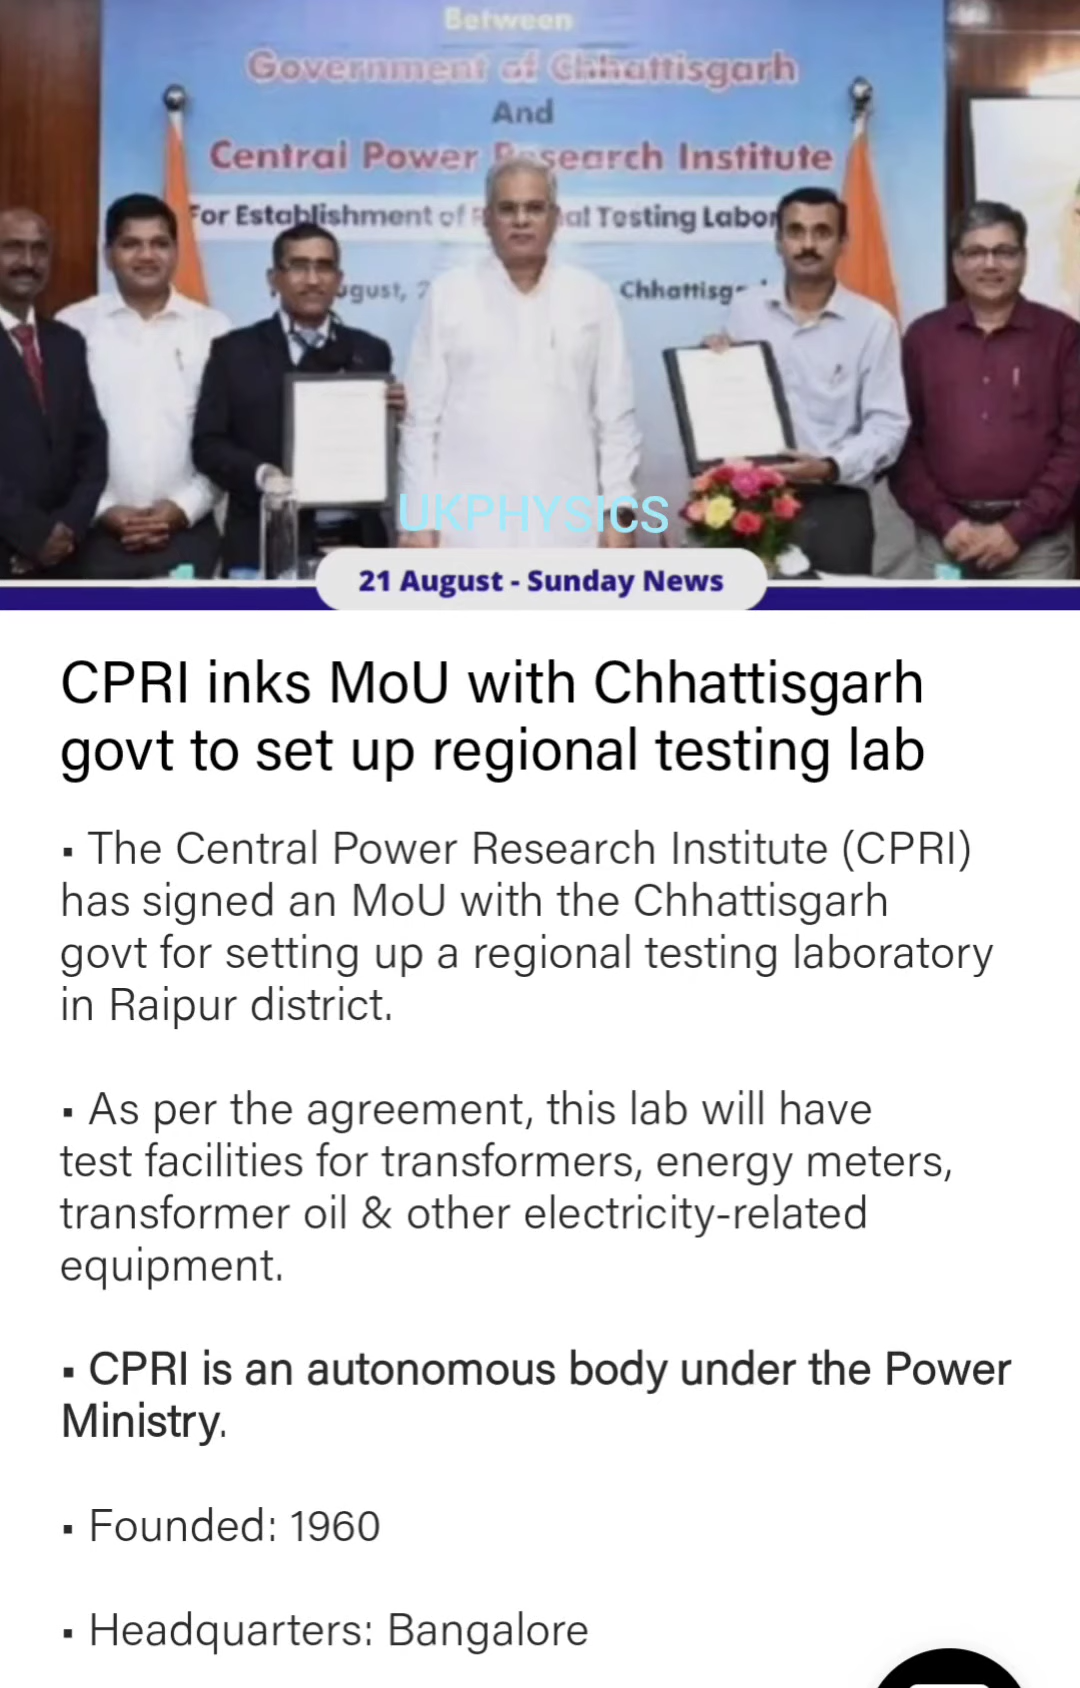 Between
Government of Chhattisgarh
And
Central Power Research Institute
For Establishment of Testing
Chhattisg
UKPHYSICS
21 August - Sunday News
CPRI inks MoU with Chhattisgarh
govt to set up regional testing lab
▪ The Central Power Research Institute (CPRI)
has signed an MoU with the Chhattisgarh
govt for setting up a regional testing laboratory
in Raipur district.
▪ As per the agreement, this lab will have
test facilities for transformers, energy meters,
transformer oil & other electricity-related
equipment.
▪ CPRI is an autonomous body under the Power
Ministry.
▪ Founded: 1960
▪ Headquarters: Bangalore